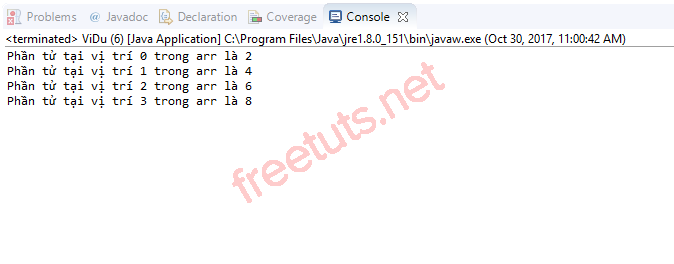 Problems @ Javadoc Declaration Coverage Console
<terminated> ViDu (6) [Java Application] C:\Program Files\Java\jre1.8.0_151\bin\javaw.exe (Oct 30, 2017, 11:00:42 AM)
Phần tử tại vị trí 0 trong arr là 2
Phần tử tại vị trí 1 trong arr là 4
Phần tử tại vị trí 2 trong arr là 6
Phần tử tại vị trí 3 trong arr là 8
freetuts.net